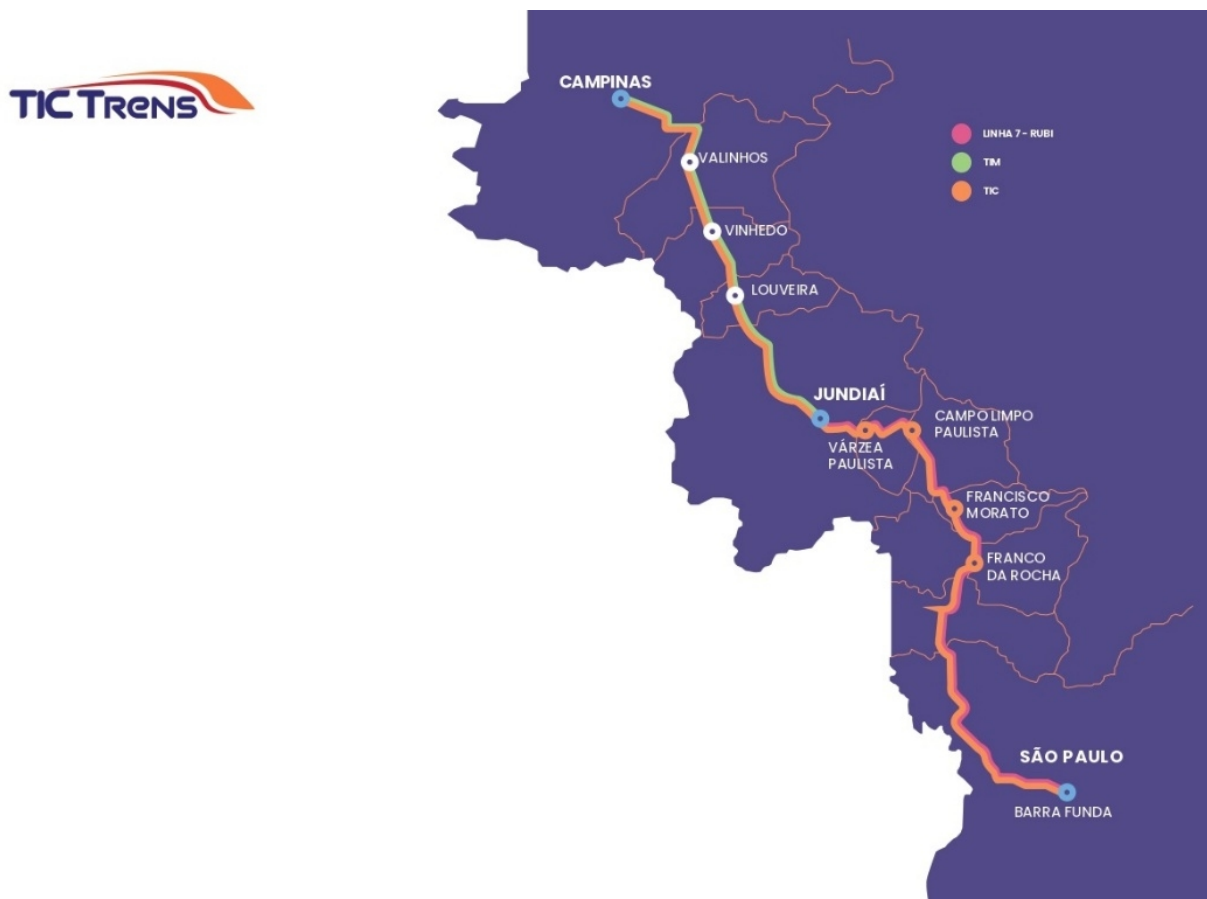 TIC TRENS
CAMPINAS
LINHA 7 - RUBI
TIM
TIC
VALINHOS
VINHEDO
LOUVEIRA
JUNDIAÍ
CAMPO LIMPO
PAULISTA
VÁRZEA
PAULISTA
FRANCISCO
MORATO
FRANCO
DA ROCHA
SÃO PAULO
BARRA FUNDA